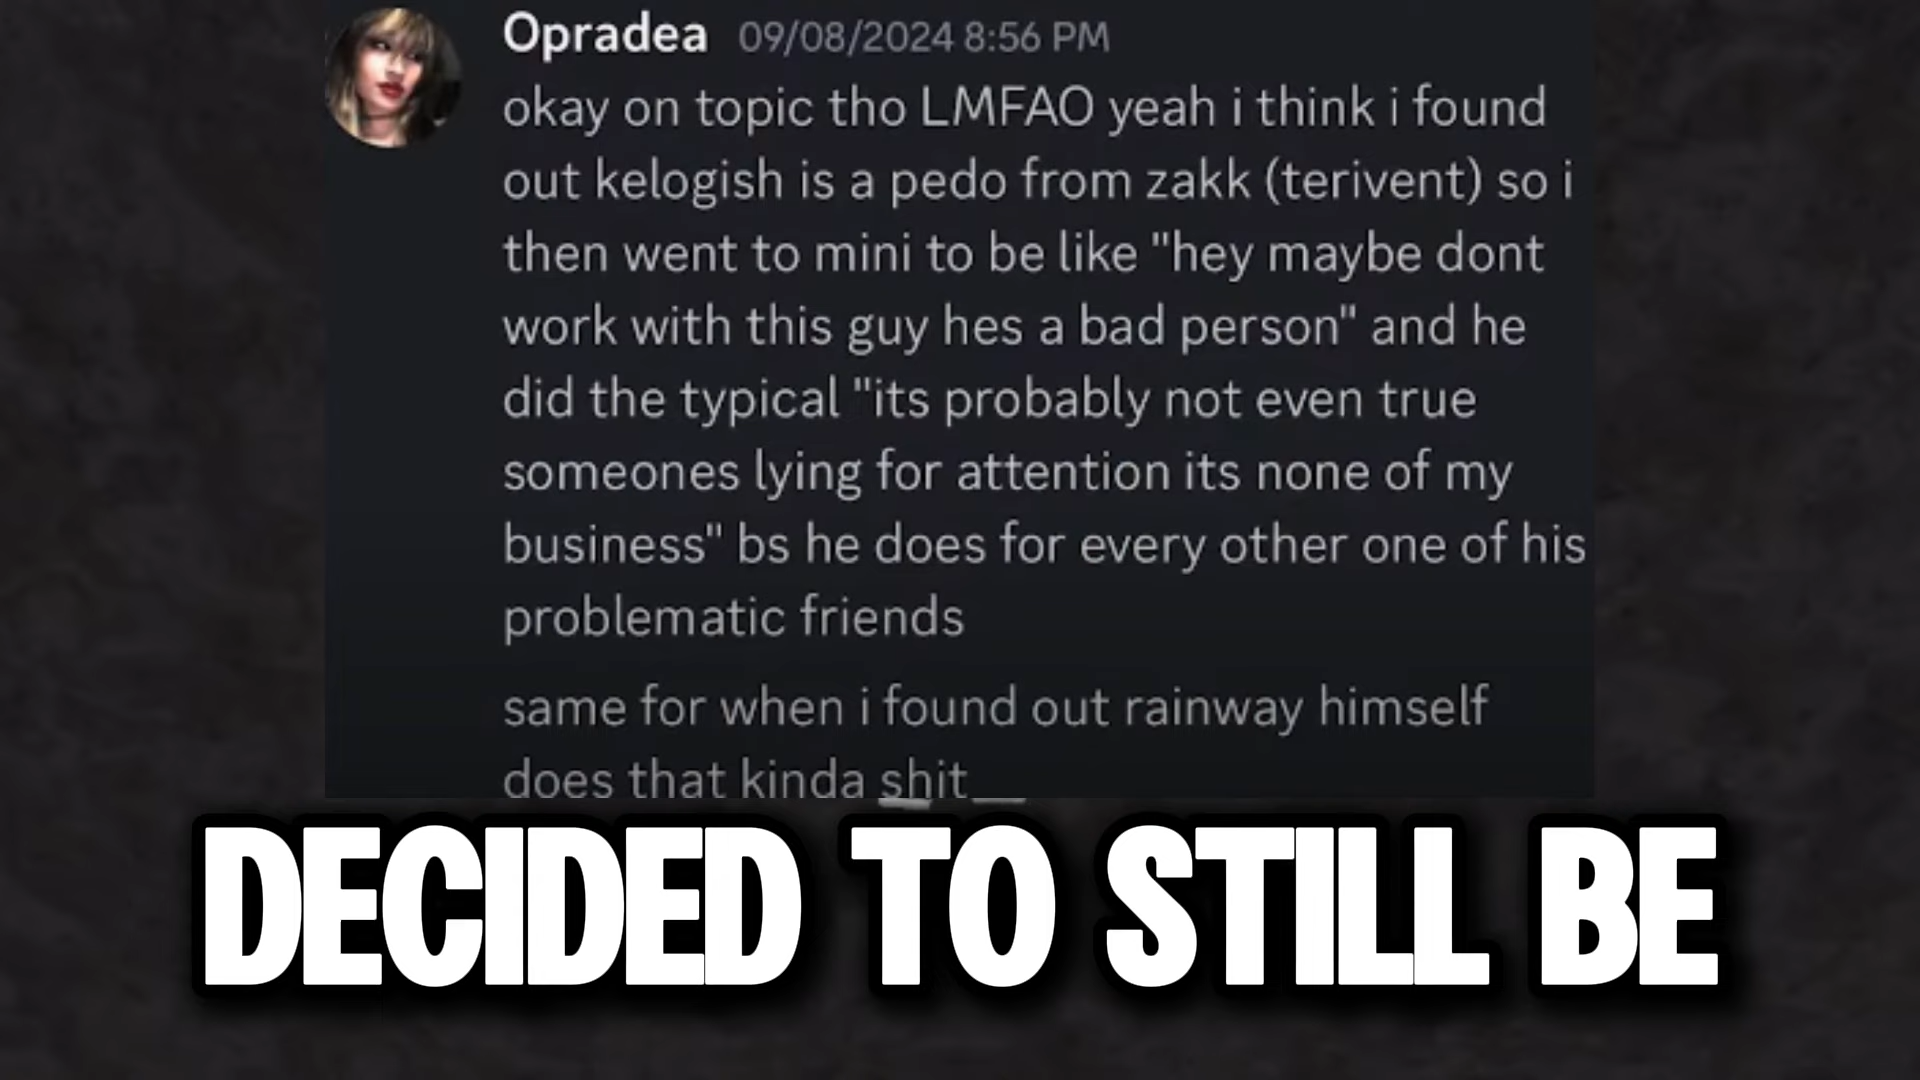 Opradea 09/08/2024 8:56 PM
okay on topic tho LMFAO yeah i think i found
out kelogish is a pedo from zakk (terivent) so i
then went to mini to be like "hey maybe dont
work with this guy hes a bad person" and he
did the typical "its probably not even true
someones lying for attention its none of my
business" bs he does for every other one of his
problematic friends
same for when i found out rainway himself
does that kinda shit
DECIDED TO STILL BE